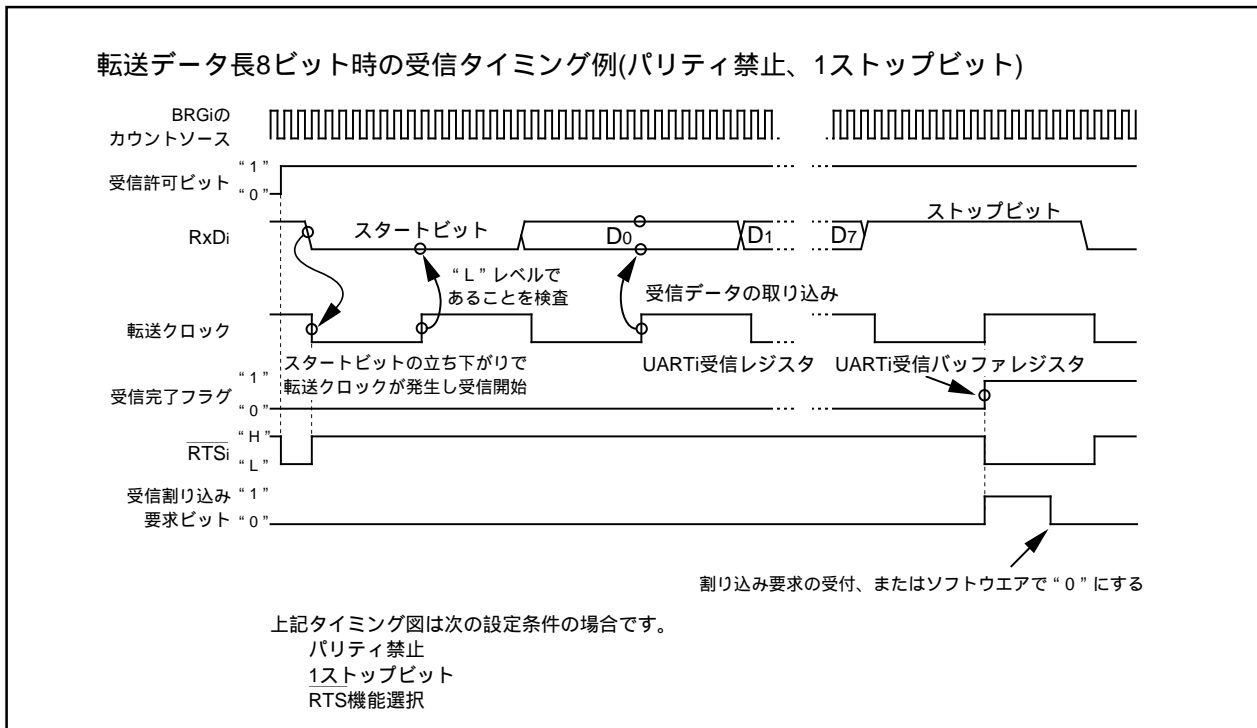 転送データ長8ビット時の受信タイミング例(パリティ禁止、1ストップビット)
BRGiの
カウントソース
受信許可ビット
“1”
“0”
RxDi
スタートビット
D0
D1
D7
ストップビット
“L”レベルで
あることを検査
受信データの取り込み
転送クロック
スタートビットの立ち下がりで
転送クロックが発生し受信開始
UARTi受信レジスタ
UARTi受信バッファレジスタ
受信完了フラグ
“1”
“0”
RTSi
“H”
“L”
受信割り込み
要求ビット
“1”
“0”
割り込み要求の受付、またはソフトウエアで“0”にする
上記タイミング図は次の設定条件の場合です。
パリティ禁止
1ストップビット
RTS機能選択